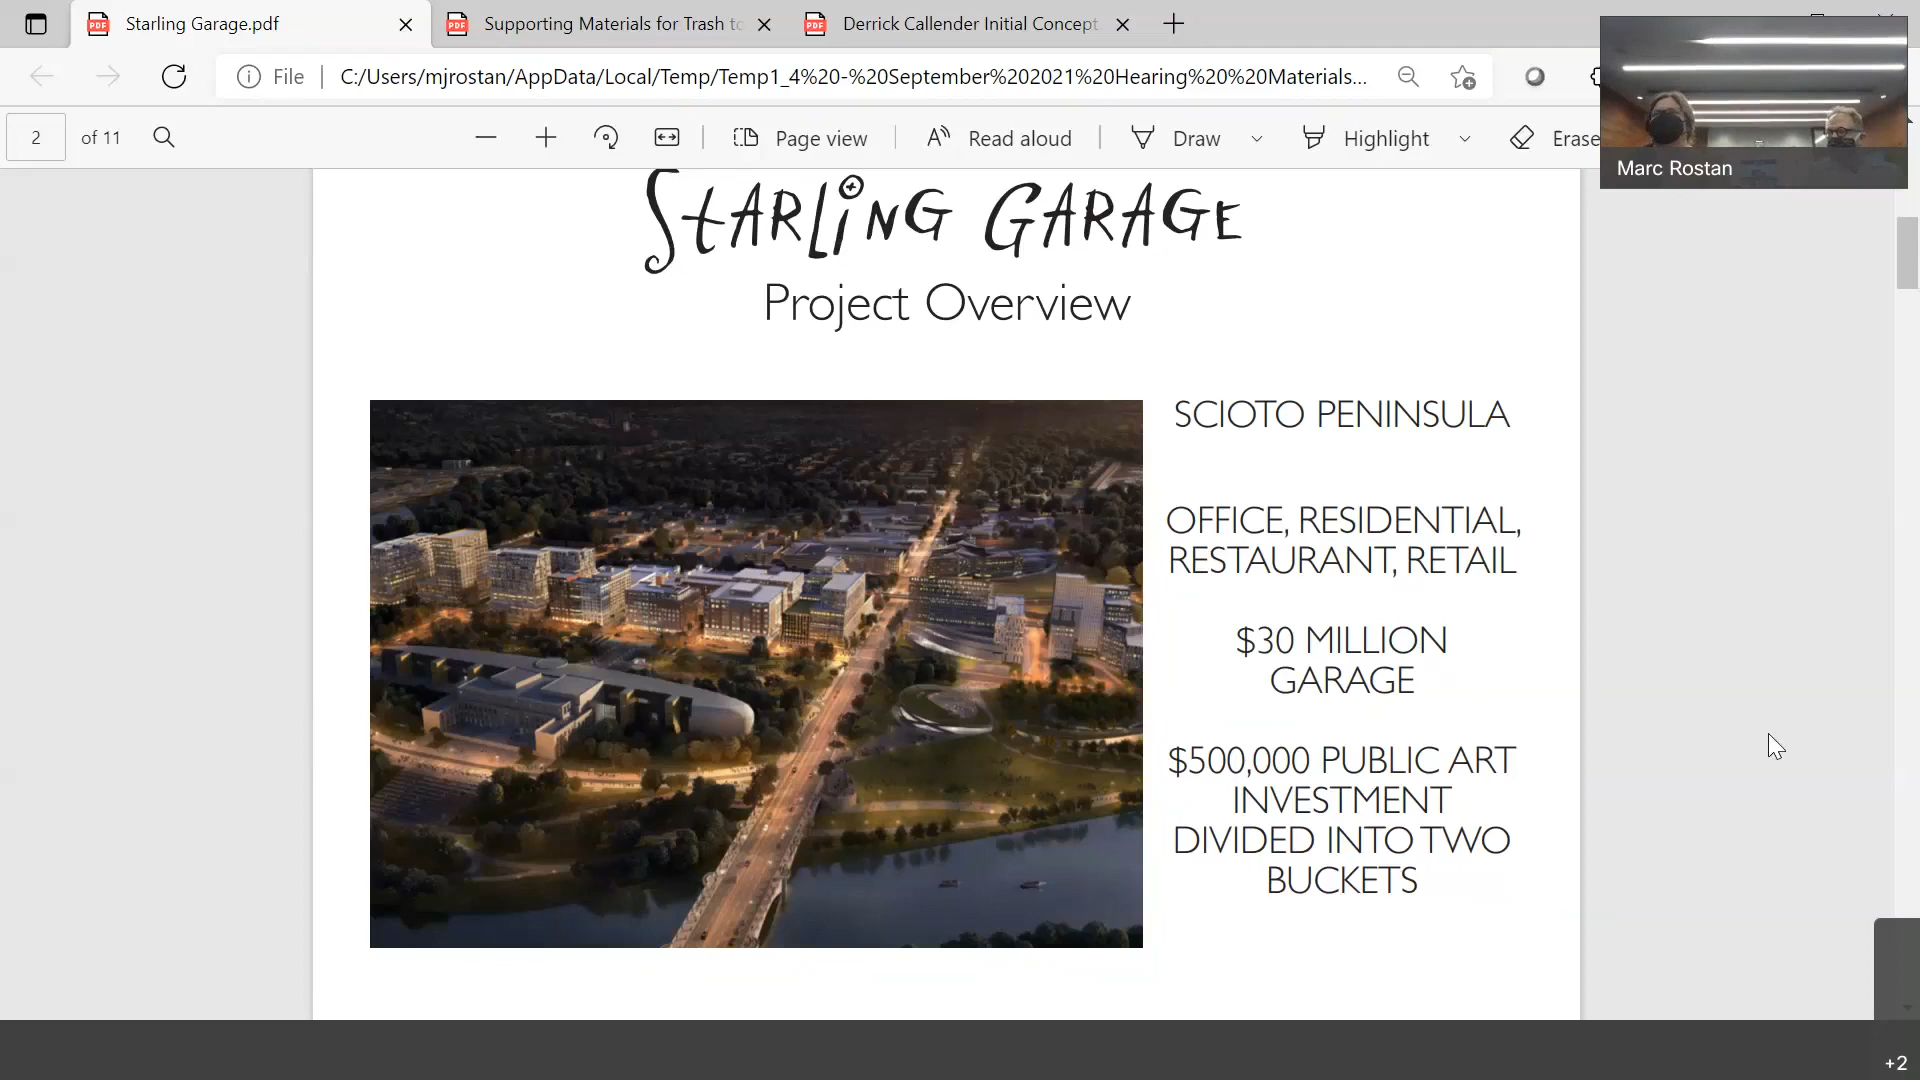 Starling Garage.pdf
Supporting Materials for Trash to
Derrick Callender Initial Concept
File
C:/Users/mjrostan/AppData/Local/Temp/Temp1_4%20-%20September%202021%20Hearing%20%20Materials...
2 of 11
Page view
Read aloud
Draw
Highlight
Erase
Marc Rostan
STARLiNG GARAGE
Project Overview
SCIOTO PENINSULA
OFFICE, RESIDENTIAL,
RESTAURANT, RETAIL
$30 MILLION
GARAGE
$500,000 PUBLIC ART
INVESTMENT
DIVIDED INTO TWO
BUCKETS
+2